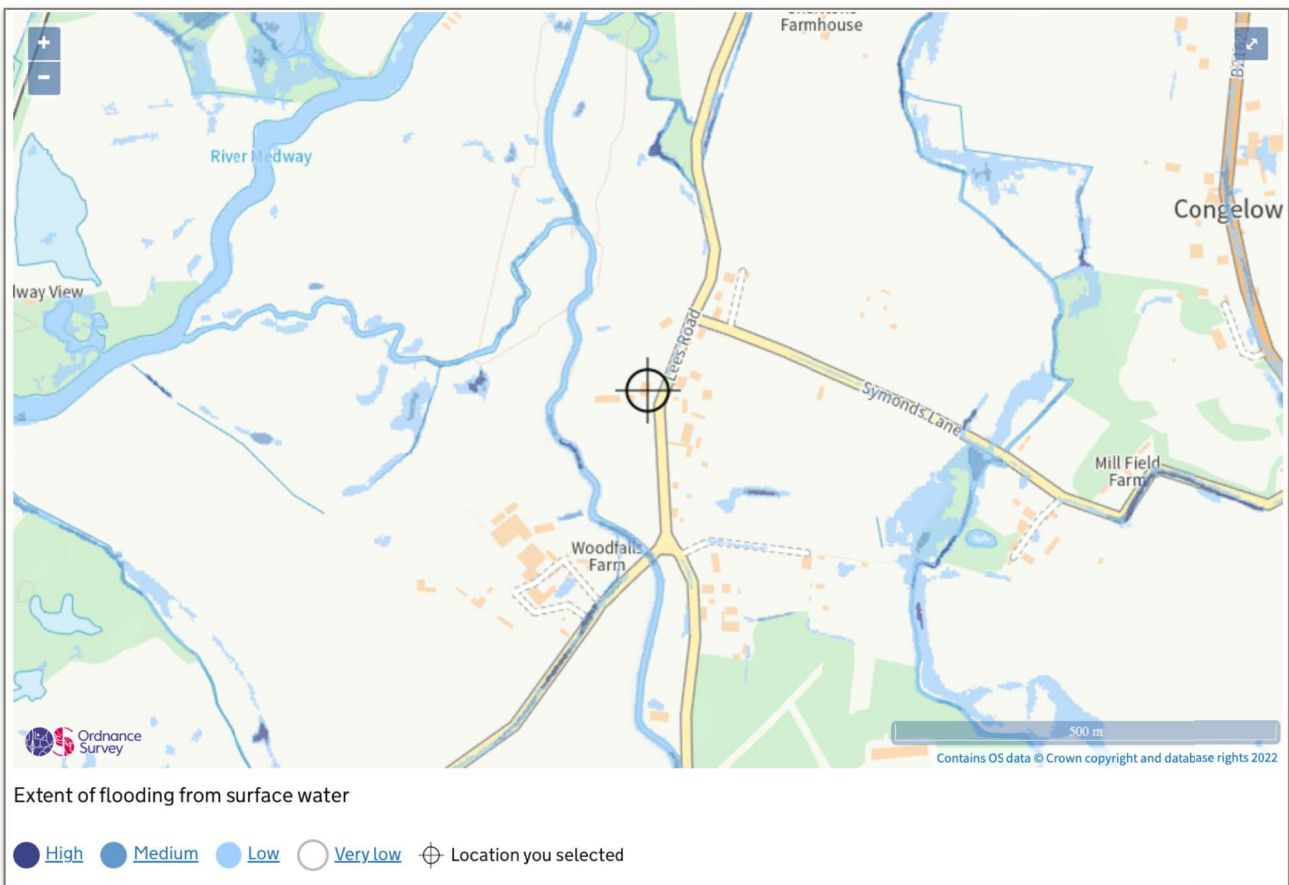 Farmhouse
+
−
B2162
River Medway
Congelow
lway View
Lees Road
Symonds Lane
Mill Field
Farm
Woodfalls
Farm
Ordnance
Survey
500 m
Contains OS data © Crown copyright and database rights 2022
Extent of flooding from surface water
High Medium Low Very low Location you selected